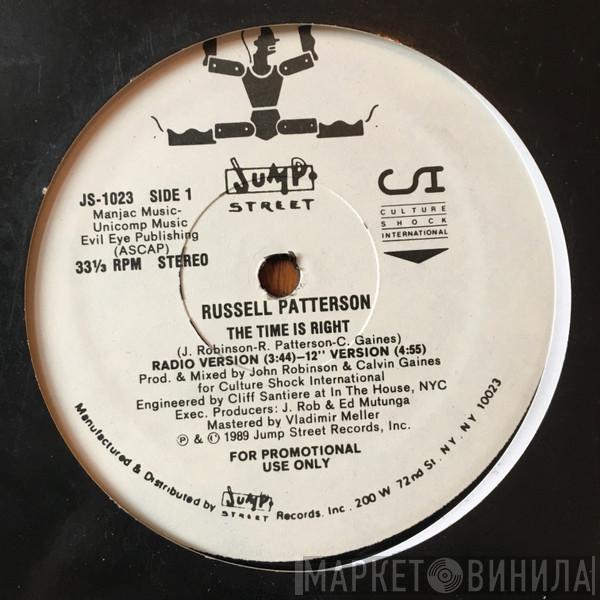 JUMP
STREET
JS-1023 SIDE 1
Manjac Music-
Unicomp Music
Evil Eye Publishing
(ASCAP)
33⅓ RPM STEREO
CSI
CULTURE
SHOCK
INTERNATIONAL
RUSSELL PATTERSON
THE TIME IS RIGHT
(J. Robinson-R. Patterson-C. Gaines)
RADIO VERSION (3:44)–12'' VERSION (4:55)
Prod. & Mixed by John Robinson & Calvin Gaines
for Culture Shock International
Engineered by Cliff Santiere at In The House, NYC
Exec. Producers: J. Rob & Ed Mutunga
Mastered by Vladimir Meller
℗ & © 1989 Jump Street Records, Inc.
FOR PROMOTIONAL
USE ONLY
Manufactured & Distributed by JUMP STREET Records, Inc. 200 W 72nd St. NY, NY 10023
МАРКЕТ ВИНИЛА